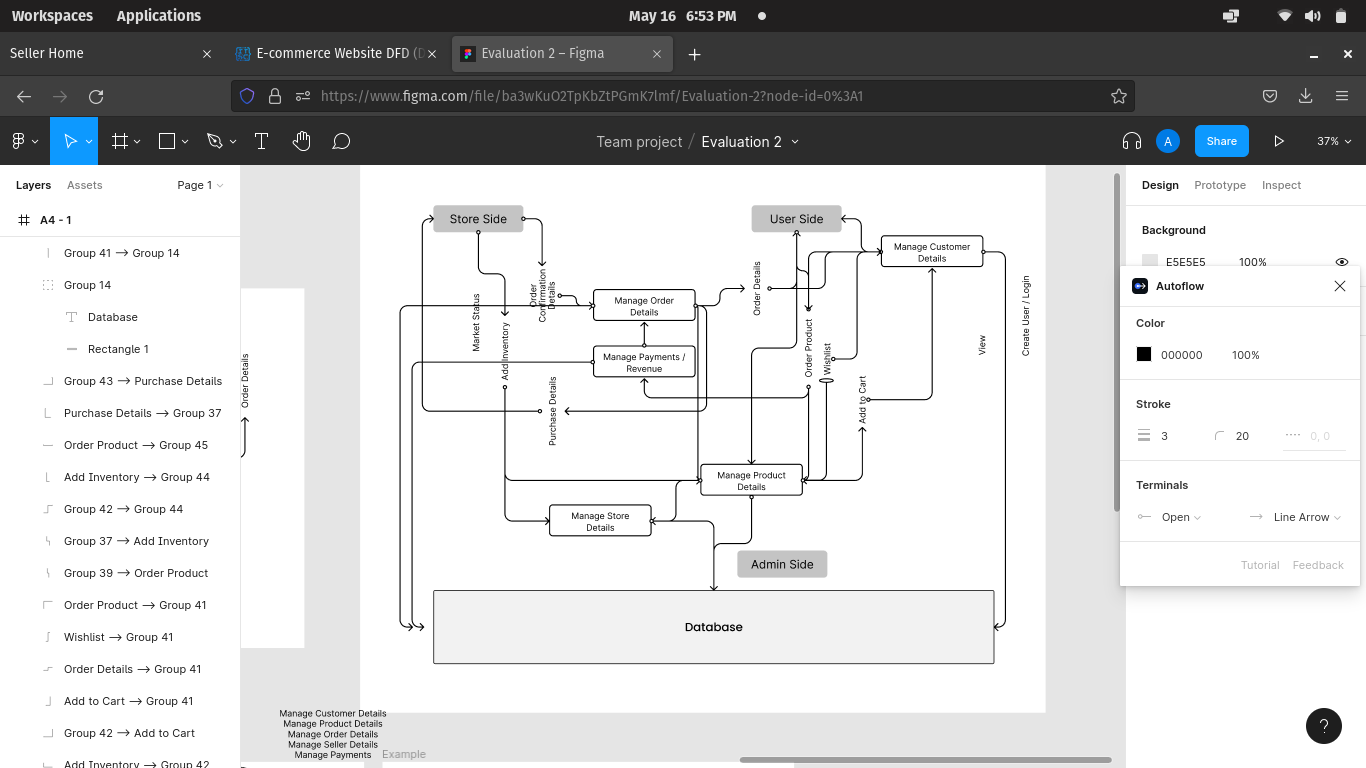 Workspaces Applications May 16 6:53 PM
Seller Home
E-commerce Website DFD (D
Evaluation 2 – Figma
https://www.figma.com/file/ba3wKuO2TpKbZtPGmK7lmf/Evaluation-2?node-id=0%3A1
Team project / Evaluation 2
A
Share
37%
Layers
Assets
Page 1
A4 - 1
Group 41 → Group 14
Group 14
Database
Rectangle 1
Group 43 → Purchase Details
Purchase Details → Group 37
Order Product → Group 45
Add Inventory → Group 44
Group 42 → Group 44
Group 37 → Add Inventory
Group 39 → Order Product
Order Product → Group 41
Wishlist → Group 41
Order Details → Group 41
Add to Cart → Group 41
Group 42 → Add to Cart
Add Inventory → Group 42
Order Details
Store Side
User Side
Manage Customer
Details
Order
Confirmation
Details
Market Status
Add Inventory
Manage Order
Details
Order Details
Create User / Login
View
Manage Payments /
Revenue
Order Product
Wishlist
Add to Cart
Purchase Details
Manage Product
Details
Manage Store
Details
Admin Side
Database
Manage Customer Details
Manage Product Details
Manage Order Details
Manage Seller Details
Manage Payments
Example
Design
Prototype
Inspect
Background
E5E5E5 100%
Autoflow
Color
000000 100%
Stroke
3 20 0, 0
Terminals
Open Line Arrow
Tutorial Feedback
?